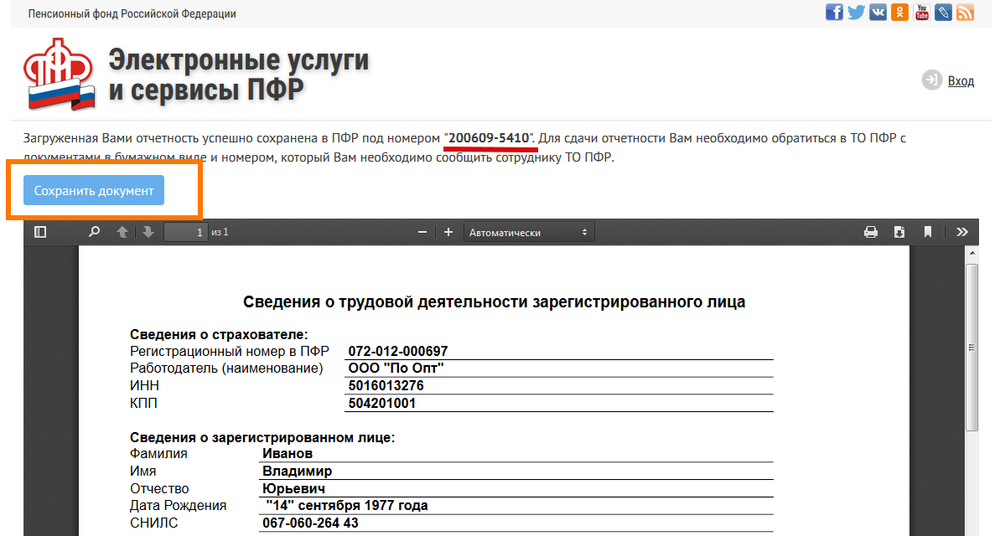 Пенсионный фонд Российской Федерации
You Tube
Электронные услуги
и сервисы ПФР
Вход
Загруженная Вами отчетность успешно сохранена в ПФР под номером "200609-5410". Для сдачи отчетности Вам необходимо обратиться в ТО ПФР с
документами в бумажном виде и номером, который Вам необходимо сообщить сотруднику ТО ПФР.
Сохранить документ
1 из 1
Автоматически
Сведения о трудовой деятельности зарегистрированного лица
Сведения о страхователе:
Регистрационный номер в ПФР 072-012-000697
Работодатель (наименование) ООО "По Опт"
ИНН 5016013276
КПП 504201001
Сведения о зарегистрированном лице:
Фамилия Иванов
Имя Владимир
Отчество Юрьевич
Дата Рождения "14" сентября 1977 года
СНИЛС 067-060-264 43